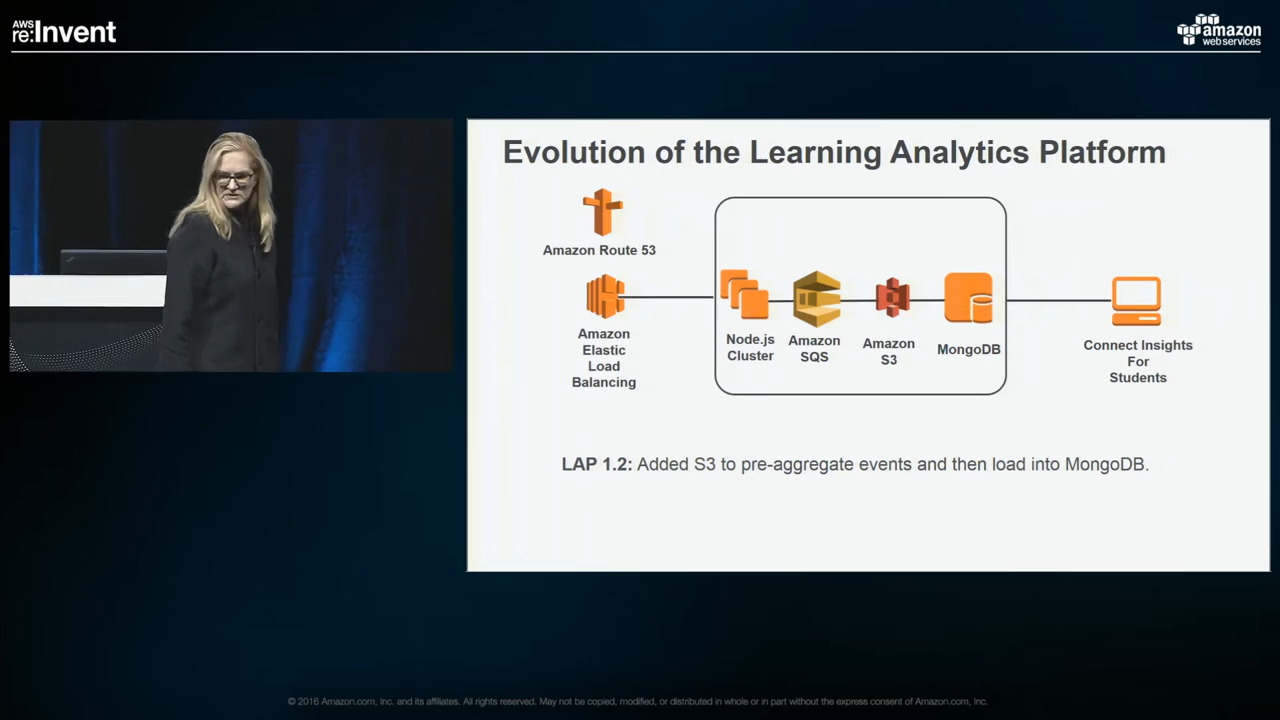 AWS
re:Invent
amazon
web services
Evolution of the Learning Analytics Platform
Amazon Route 53
Amazon
Elastic
Load
Balancing
Node.js
Cluster
Amazon
SQS
Amazon
S3
MongoDB
Connect Insights
For
Students
LAP 1.2: Added S3 to pre-aggregate events and then load into MongoDB.
© 2016 Amazon.com, Inc. and its affiliates. All rights reserved. May not be copied, modified, or distributed in whole or in part without the express consent of Amazon.com, Inc.